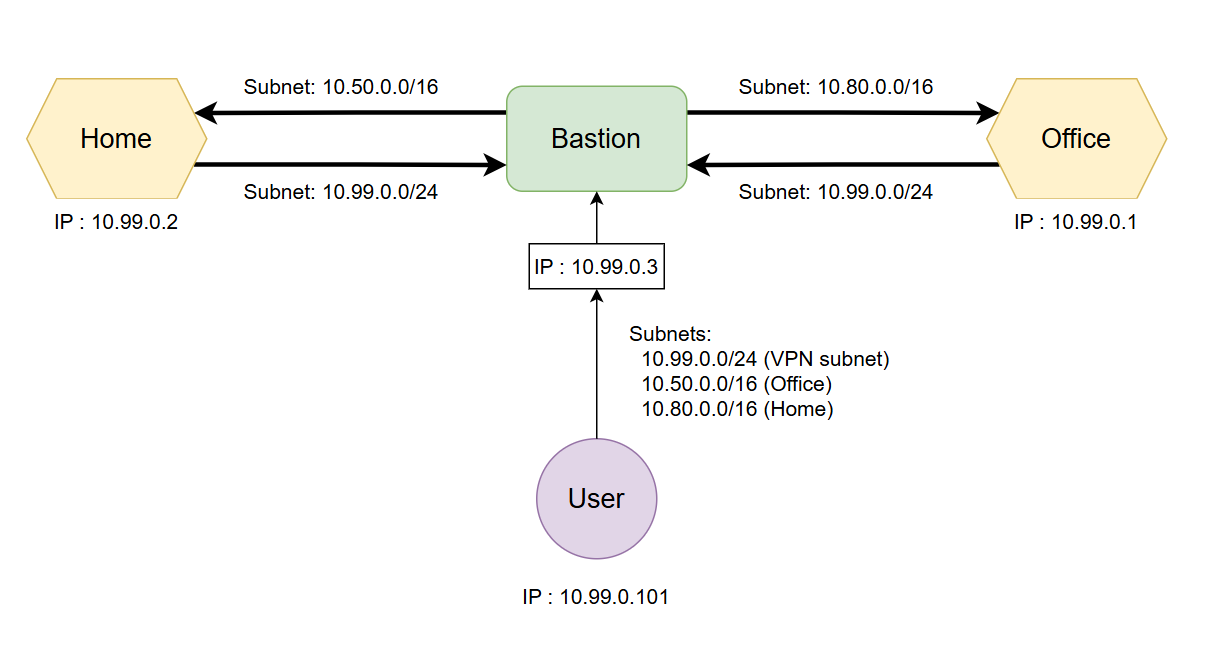 Subnet: 10.50.0.0/16
Subnet: 10.80.0.0/16
Home
Bastion
Office
Subnet: 10.99.0.0/24
Subnet: 10.99.0.0/24
IP : 10.99.0.2
IP : 10.99.0.1
IP : 10.99.0.3
Subnets:
10.99.0.0/24 (VPN subnet)
10.50.0.0/16 (Office)
10.80.0.0/16 (Home)
User
IP : 10.99.0.101